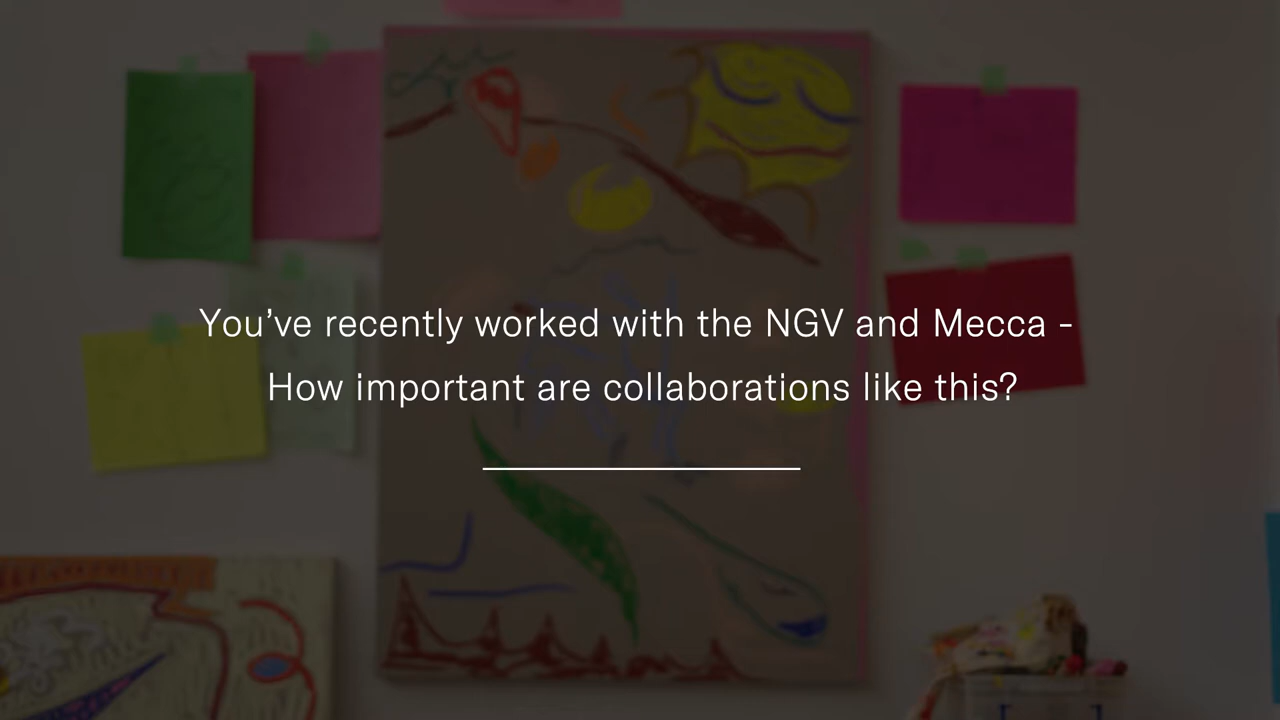 You’ve recently worked with the NGV and Mecca -
How important are collaborations like this?